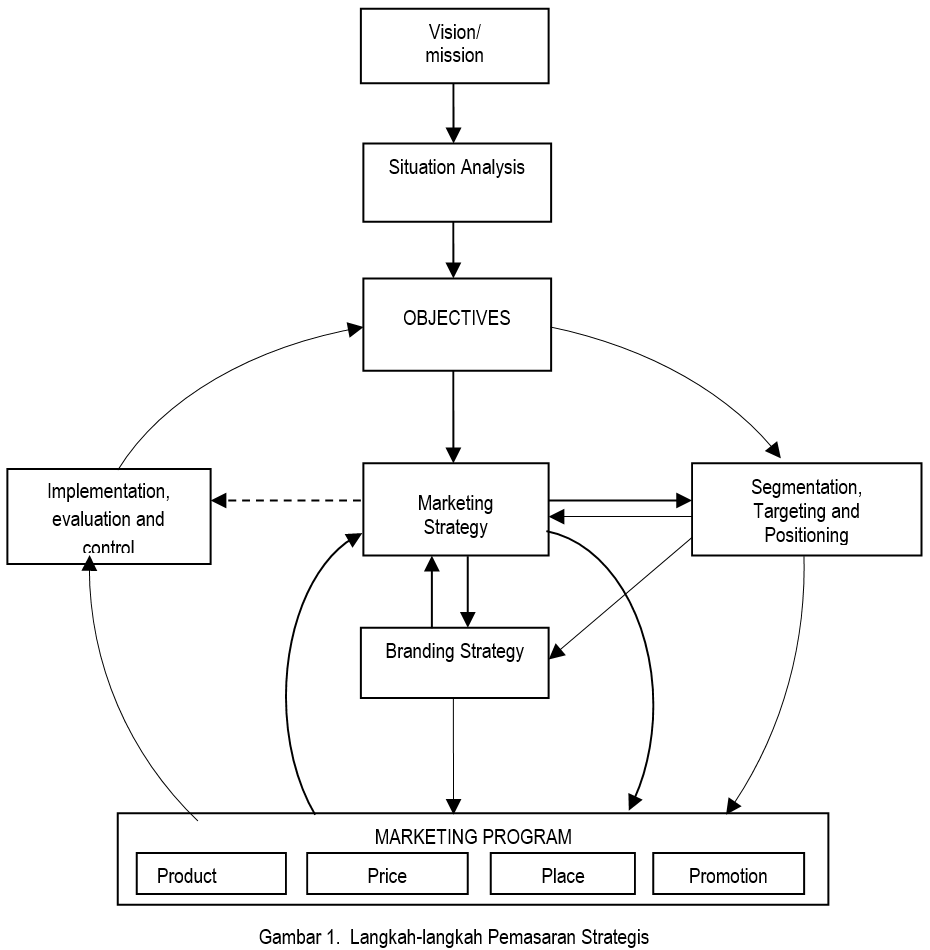 Vision/
mission
Situation Analysis
OBJECTIVES
Implementation,
evaluation and
control
Marketing
Strategy
Segmentation,
Targeting and
Positioning
Branding Strategy
MARKETING PROGRAM
Product
Price
Place
Promotion
Gambar 1.  Langkah-langkah Pemasaran Strategis